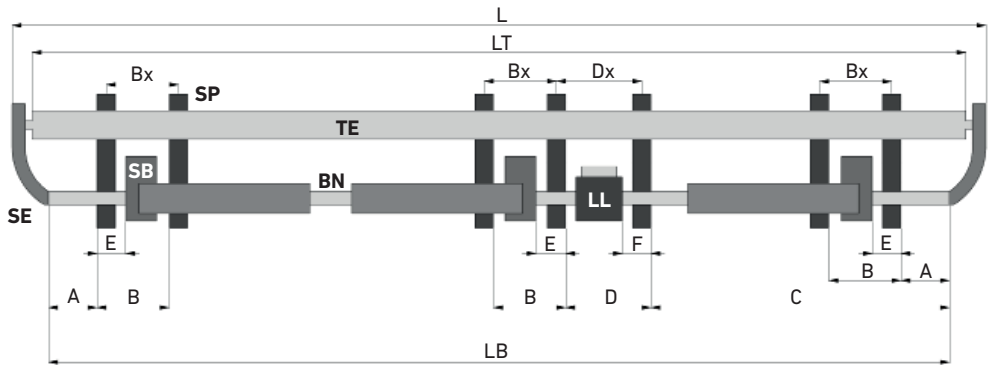 L
LT
Bx Bx Dx Bx
SP
TE
SB BN LL
SE
E E F E
B A
A B B D C
LB